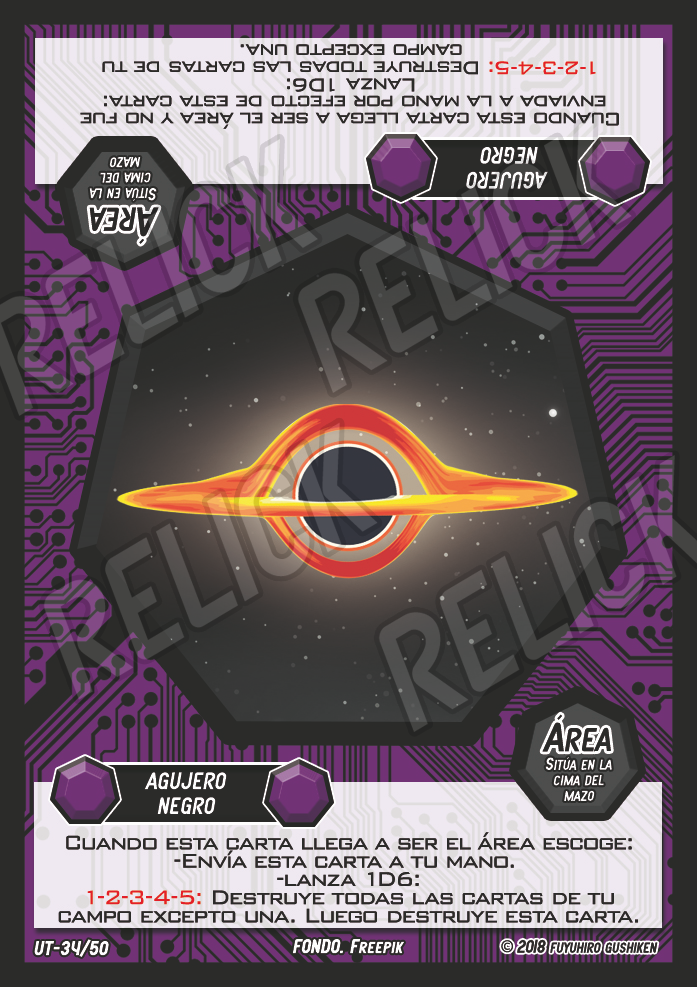 Cuando esta carta llega a ser el área y no fue
enviada a la mano por efecto de esta carta:
Lanza 1D6:
1-2-3-4-5: Destruye todas las cartas de tu
campo excepto una.
AGUJERO
NEGRO
ÁREA
Sitúa en la
cima del
mazo
RELICK
RELICK
RELICK
RELICK
ÁREA
Sitúa en la
cima del
mazo
AGUJERO
NEGRO
Cuando esta carta llega a ser el área escoge:
-Envía esta carta a tu mano.
-lanza 1D6:
1-2-3-4-5: Destruye todas las cartas de tu
campo excepto una. Luego destruye esta carta.
UT-34/50
FONDO. Freepik
© 2018 FUYUHIRO GUSHIKEN